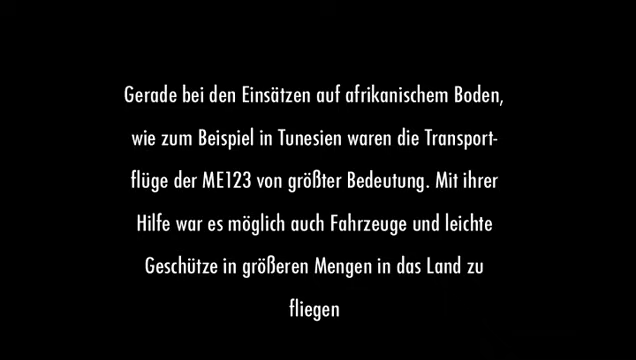 Gerade bei den Einsätzen auf afrikanischem Boden,
wie zum Beispiel in Tunesien waren die Transport-
flüge der ME123 von größter Bedeutung. Mit ihrer
Hilfe war es möglich auch Fahrzeuge und leichte
Geschütze in größeren Mengen in das Land zu
fliegen